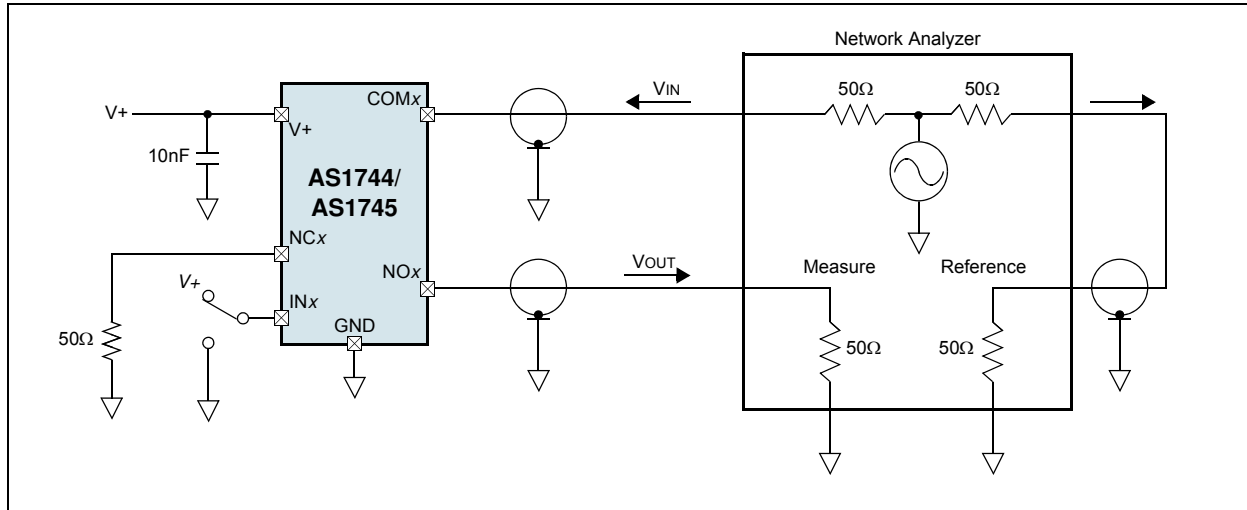 Network Analyzer
V+
10nF
V+
COMx
AS1744/
AS1745
NCx
NOx
INx
GND
V+
50Ω
VIN
VOUT
50Ω
50Ω
Measure
Reference
50Ω
50Ω